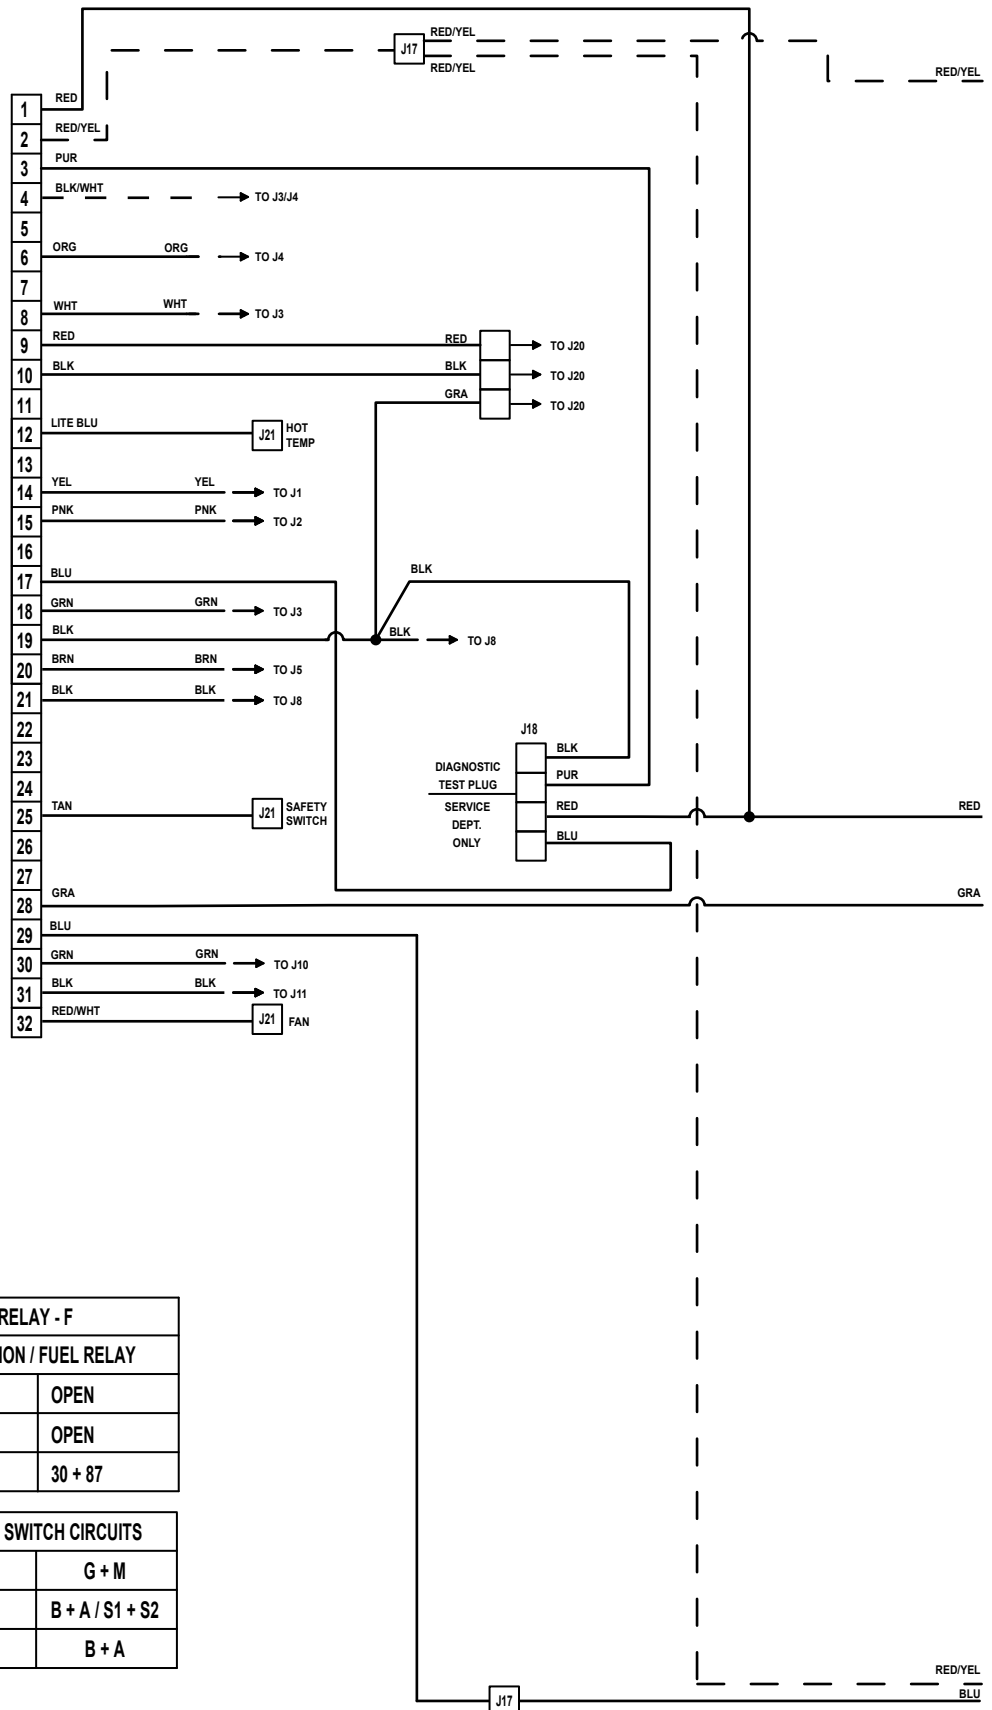 RED/YEL
J17
RED/YEL
RED/YEL
1 RED
2 RED/YEL
3 PUR
4 BLK/WHT TO J3/J4
5
6 ORG ORG TO J4
7
8 WHT WHT TO J3
9 RED RED TO J20
10 BLK BLK TO J20
11 GRA TO J20
12 LITE BLU J21 HOT
TEMP
13
14 YEL YEL TO J1
15 PNK PNK TO J2
16
17 BLU BLK
18 GRN GRN TO J3
19 BLK BLK TO J8
20 BRN BRN TO J5
21 BLK BLK TO J8
22
23
24
25 TAN J21 SAFETY
SWITCH
26
27
28 GRA GRA
29 BLU
30 GRN GRN TO J10
31 BLK BLK TO J11
32 RED/WHT J21 FAN
J18
DIAGNOSTIC
TEST PLUG
SERVICE
DEPT.
ONLY
BLK
PUR
RED RED
BLU
RELAY - F
ION / FUEL RELAY
OPEN
OPEN
30 + 87
SWITCH CIRCUITS
G + M
B + A / S1 + S2
B + A
RED/YEL
J17 BLU